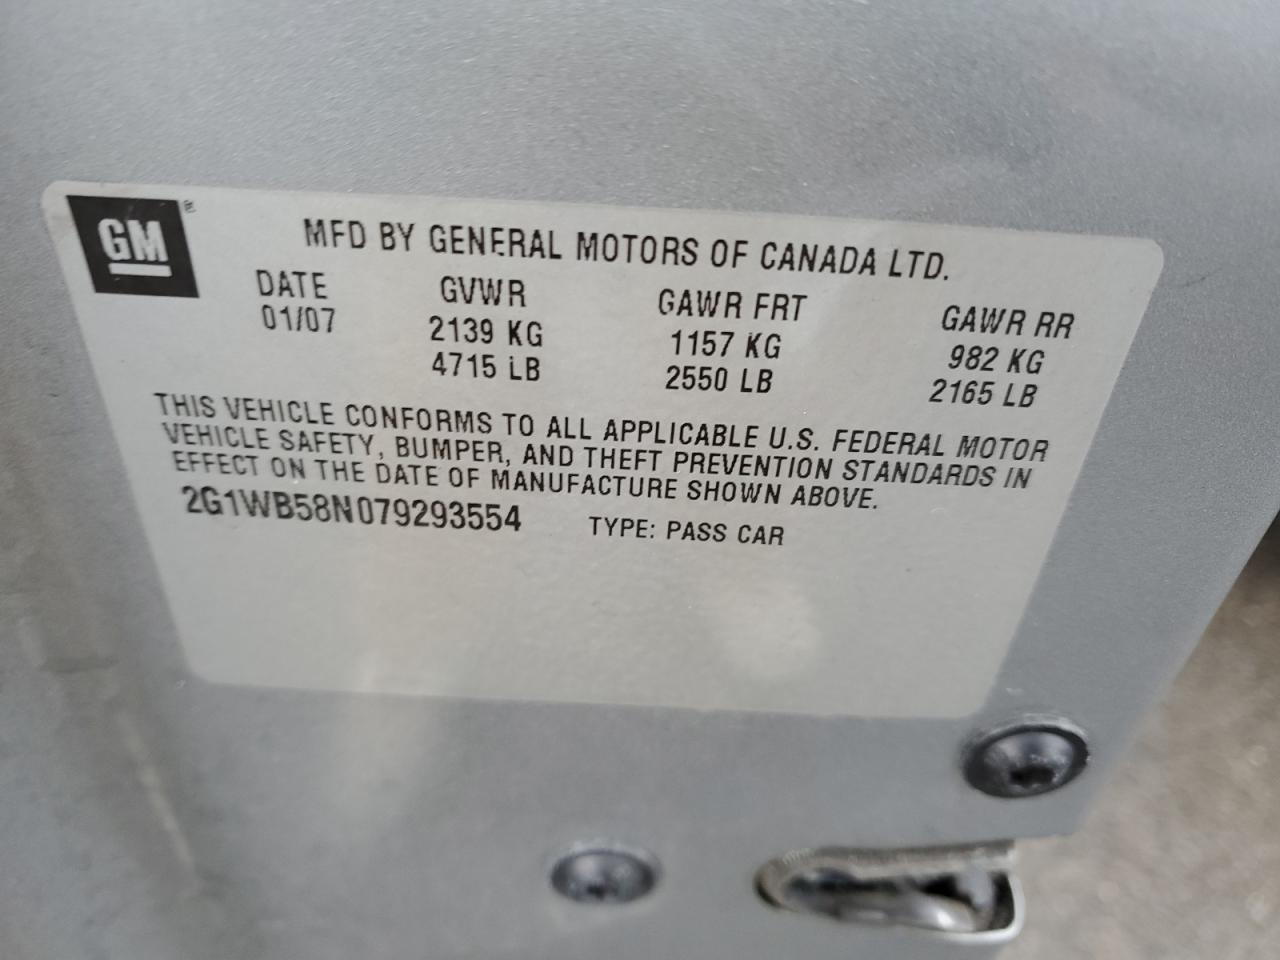 GM®
MFD BY GENERAL MOTORS OF CANADA LTD.
DATE GVWR GAWR FRT GAWR RR
01/07 2139 KG 1157 KG 982 KG
4715 LB 2550 LB 2165 LB
THIS VEHICLE CONFORMS TO ALL APPLICABLE U.S. FEDERAL MOTOR
VEHICLE SAFETY, BUMPER, AND THEFT PREVENTION STANDARDS IN
EFFECT ON THE DATE OF MANUFACTURE SHOWN ABOVE.
2G1WB58N079293554 TYPE: PASS CAR